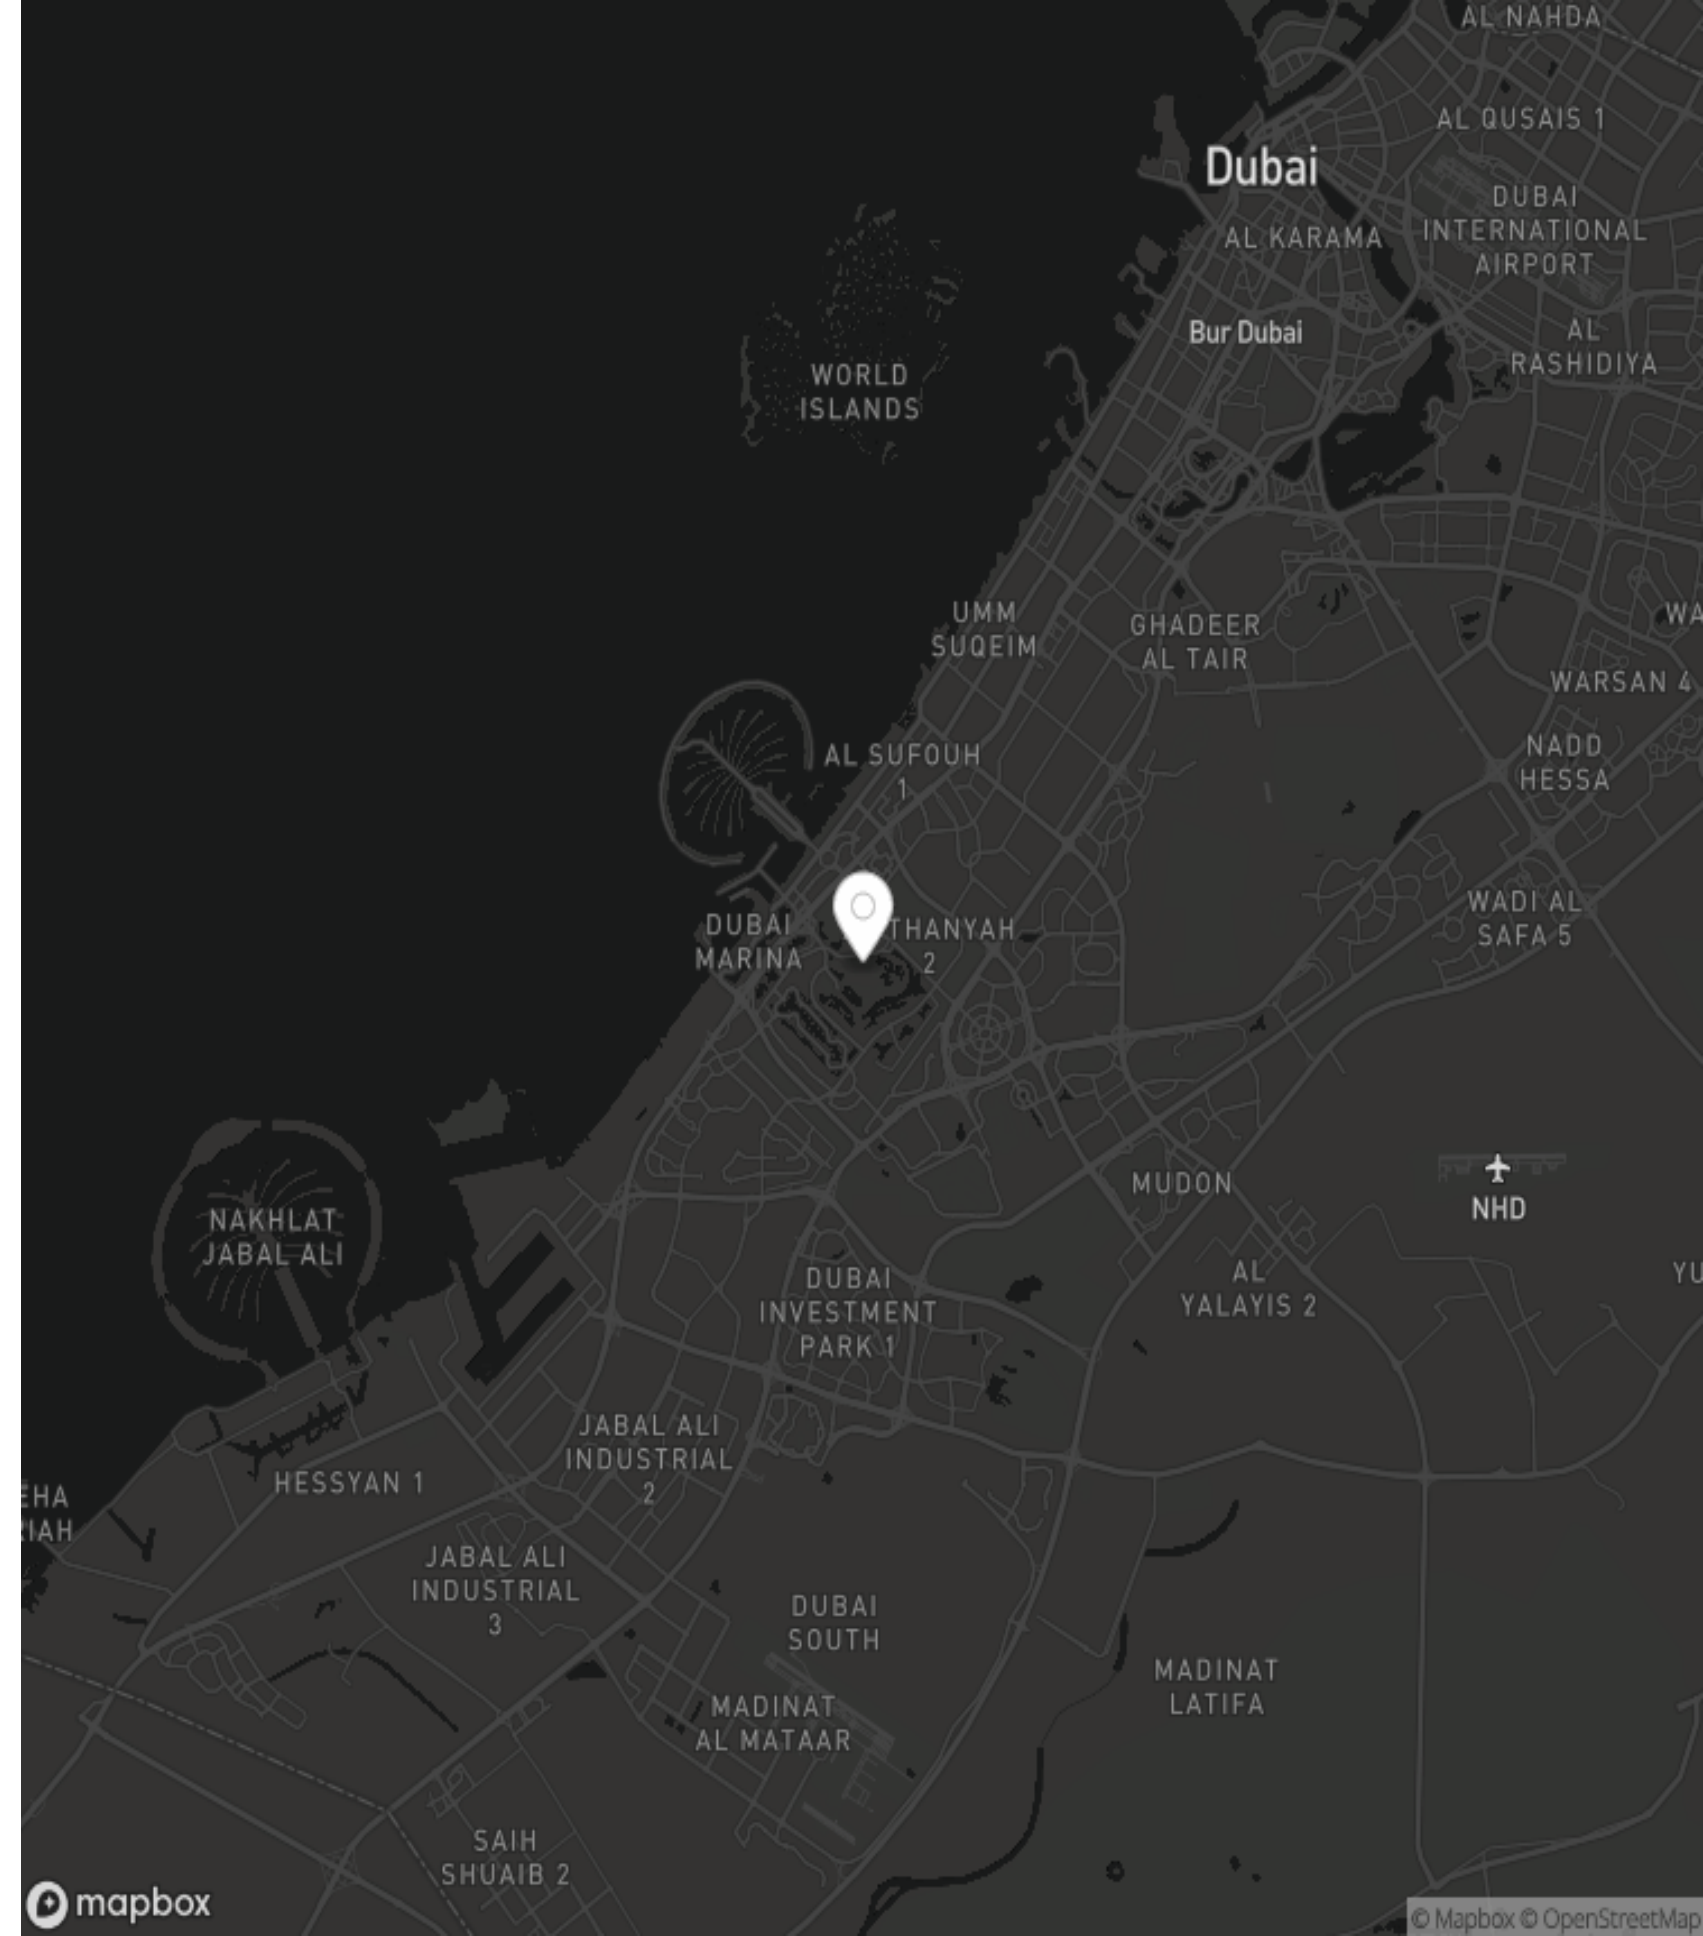 AL NAHDA
AL QUSAIS 1
Dubai
DUBAI
INTERNATIONAL
AIRPORT
AL KARAMA
Bur Dubai
AL
RASHIDIYA
WORLD
ISLANDS
UMM
SUQEIM
GHADEER
AL TAIR
WA
WARSAN 4
NADD
HESSA
AL SUFOUH
1
WADI AL
SAFA 5
DUBAI
MARINA
THANYAH
2
MUDON
NHD
NAKHLAT
JABAL ALI
AL
YALAYIS 2
YU
DUBAI
INVESTMENT
PARK 1
JABAL ALI
INDUSTRIAL
2
HESSYAN 1
EHA
RIAH
JABAL ALI
INDUSTRIAL
3
DUBAI
SOUTH
MADINAT
LATIFA
MADINAT
AL MATAAR
SAIH
SHUAIB 2
mapbox
© Mapbox © OpenStreetMap